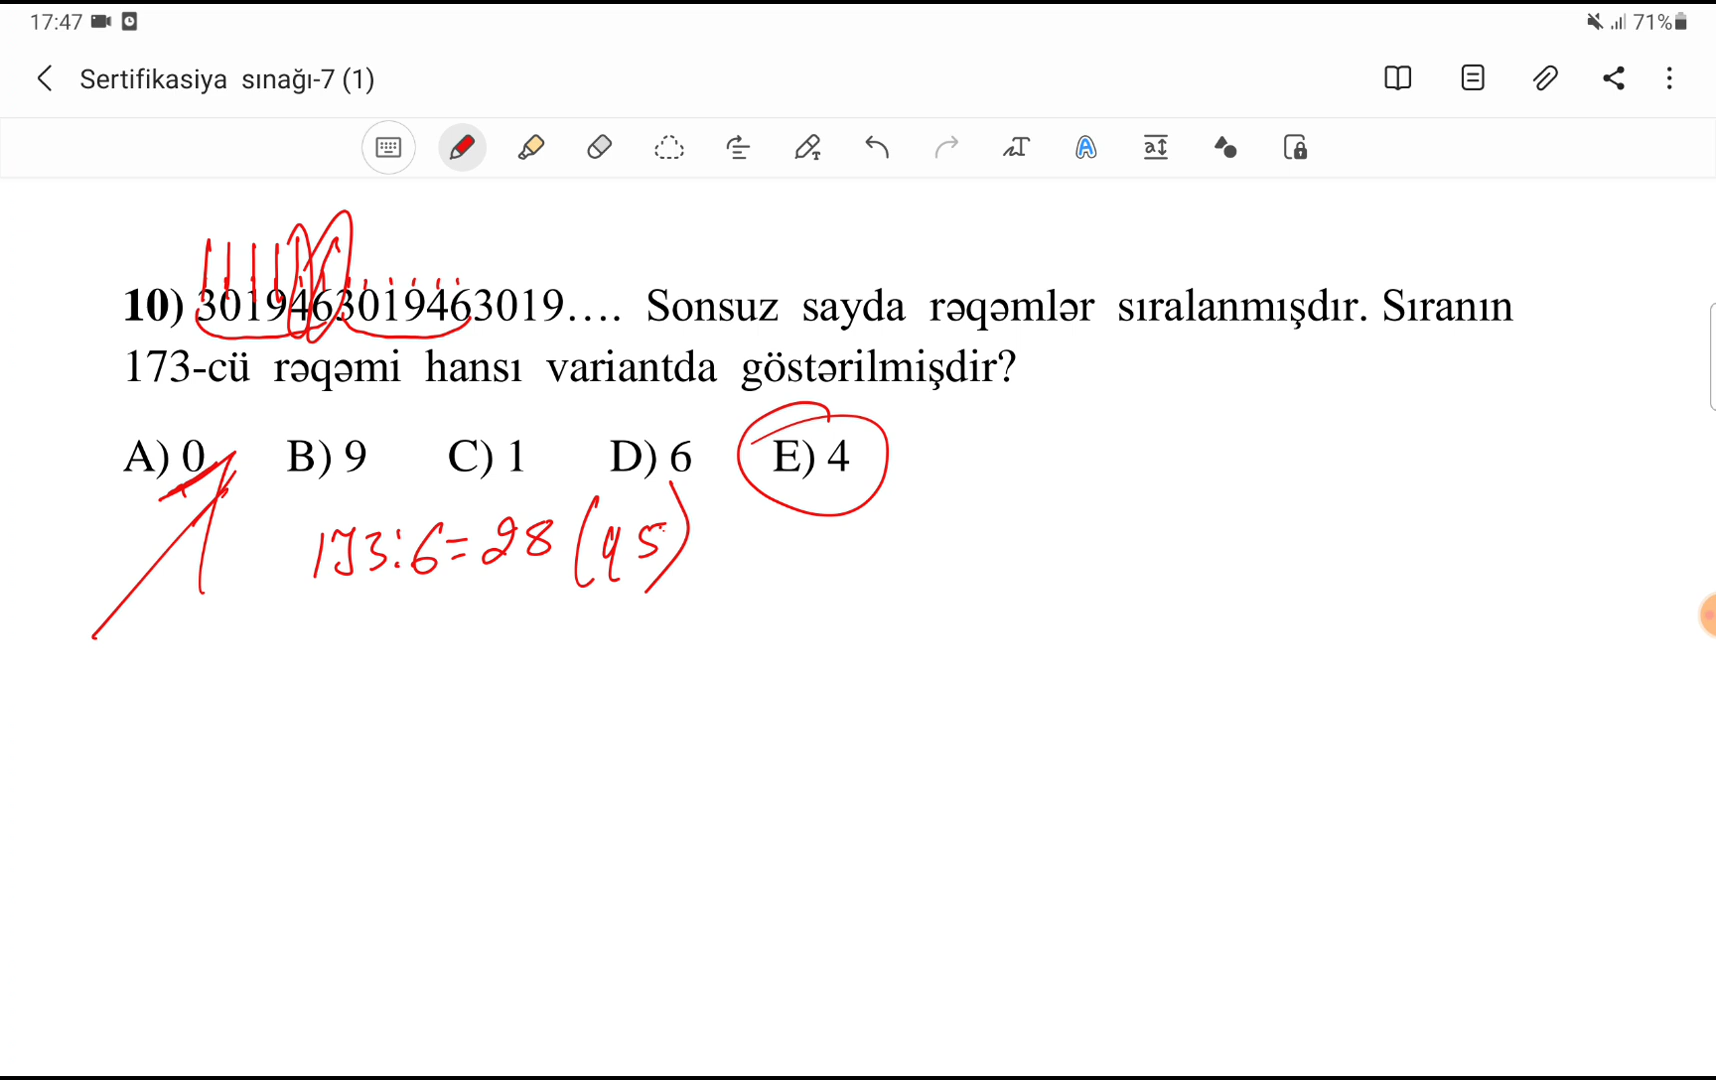 17:47
71%
Sertifikasiya sınağı-7 (1)
10) 3019463019463019.... Sonsuz sayda rəqəmlər sıralanmışdır. Sıranın
173-cü rəqəmi hansı variantda göstərilmişdir?
A) 0 B) 9 C) 1 D) 6 E) 4
173:6=28 (q 5)